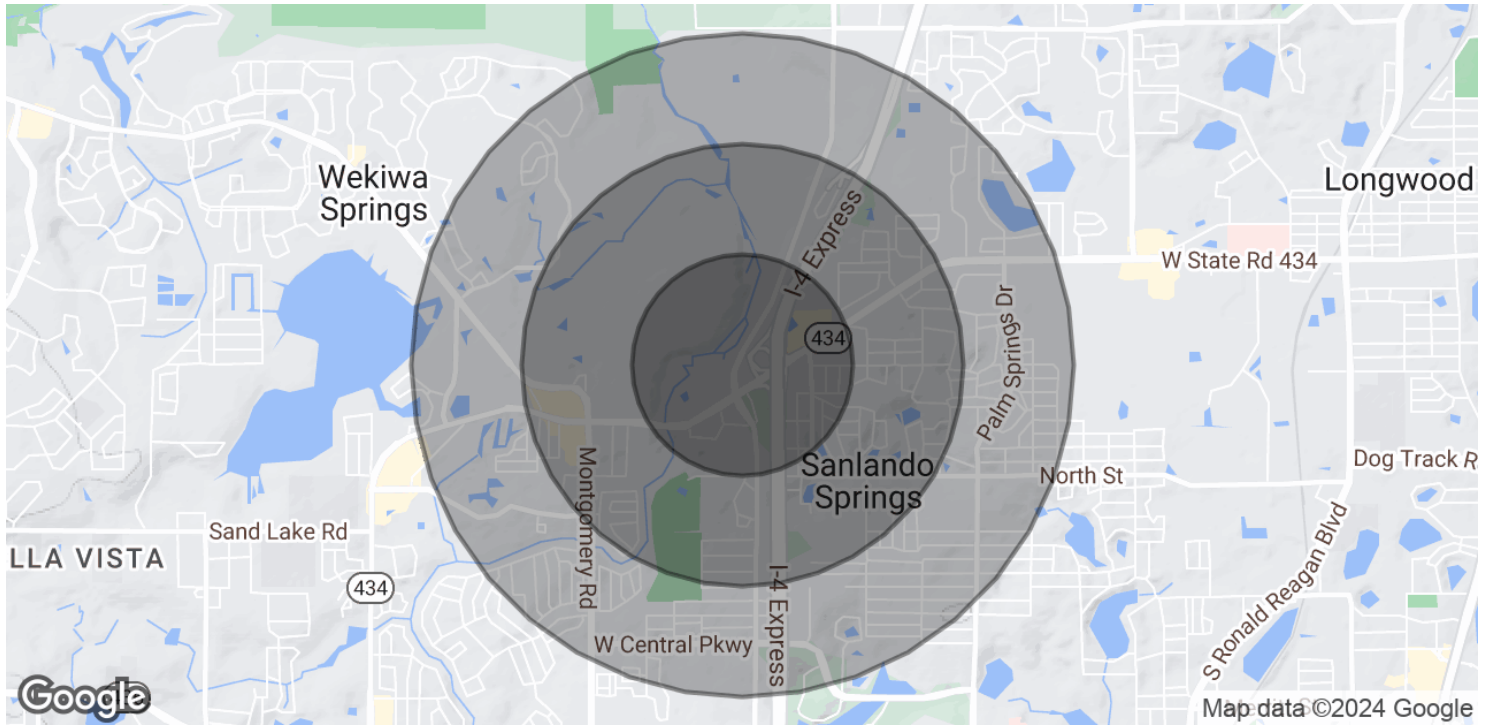 Wekiwa
Springs
Longwood
I-4 Express
W State Rd 434
434
Palm Springs Dr
Sanlando
Springs
North St
Dog Track R
Montgomery Rd
Sand Lake Rd
LLA VISTA
434
I-4 Express
S Ronald Reagan Blvd
W Central Pkwy
Google
Map data ©2024 Google